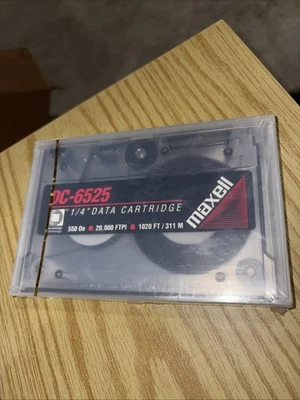 DC-6525
1/4" DATA CARTRIDGE
550 Oe ■ 20,000 FTPI ■ 1020 FT / 311 M
maxell